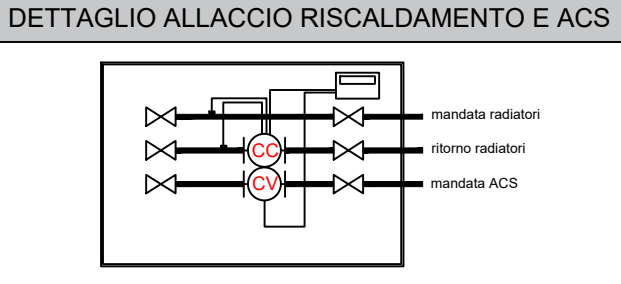 DETTAGLIO ALLACCIO RISCALDAMENTO E ACS
mandata radiatori
CC
ritorno radiatori
CV
mandata ACS